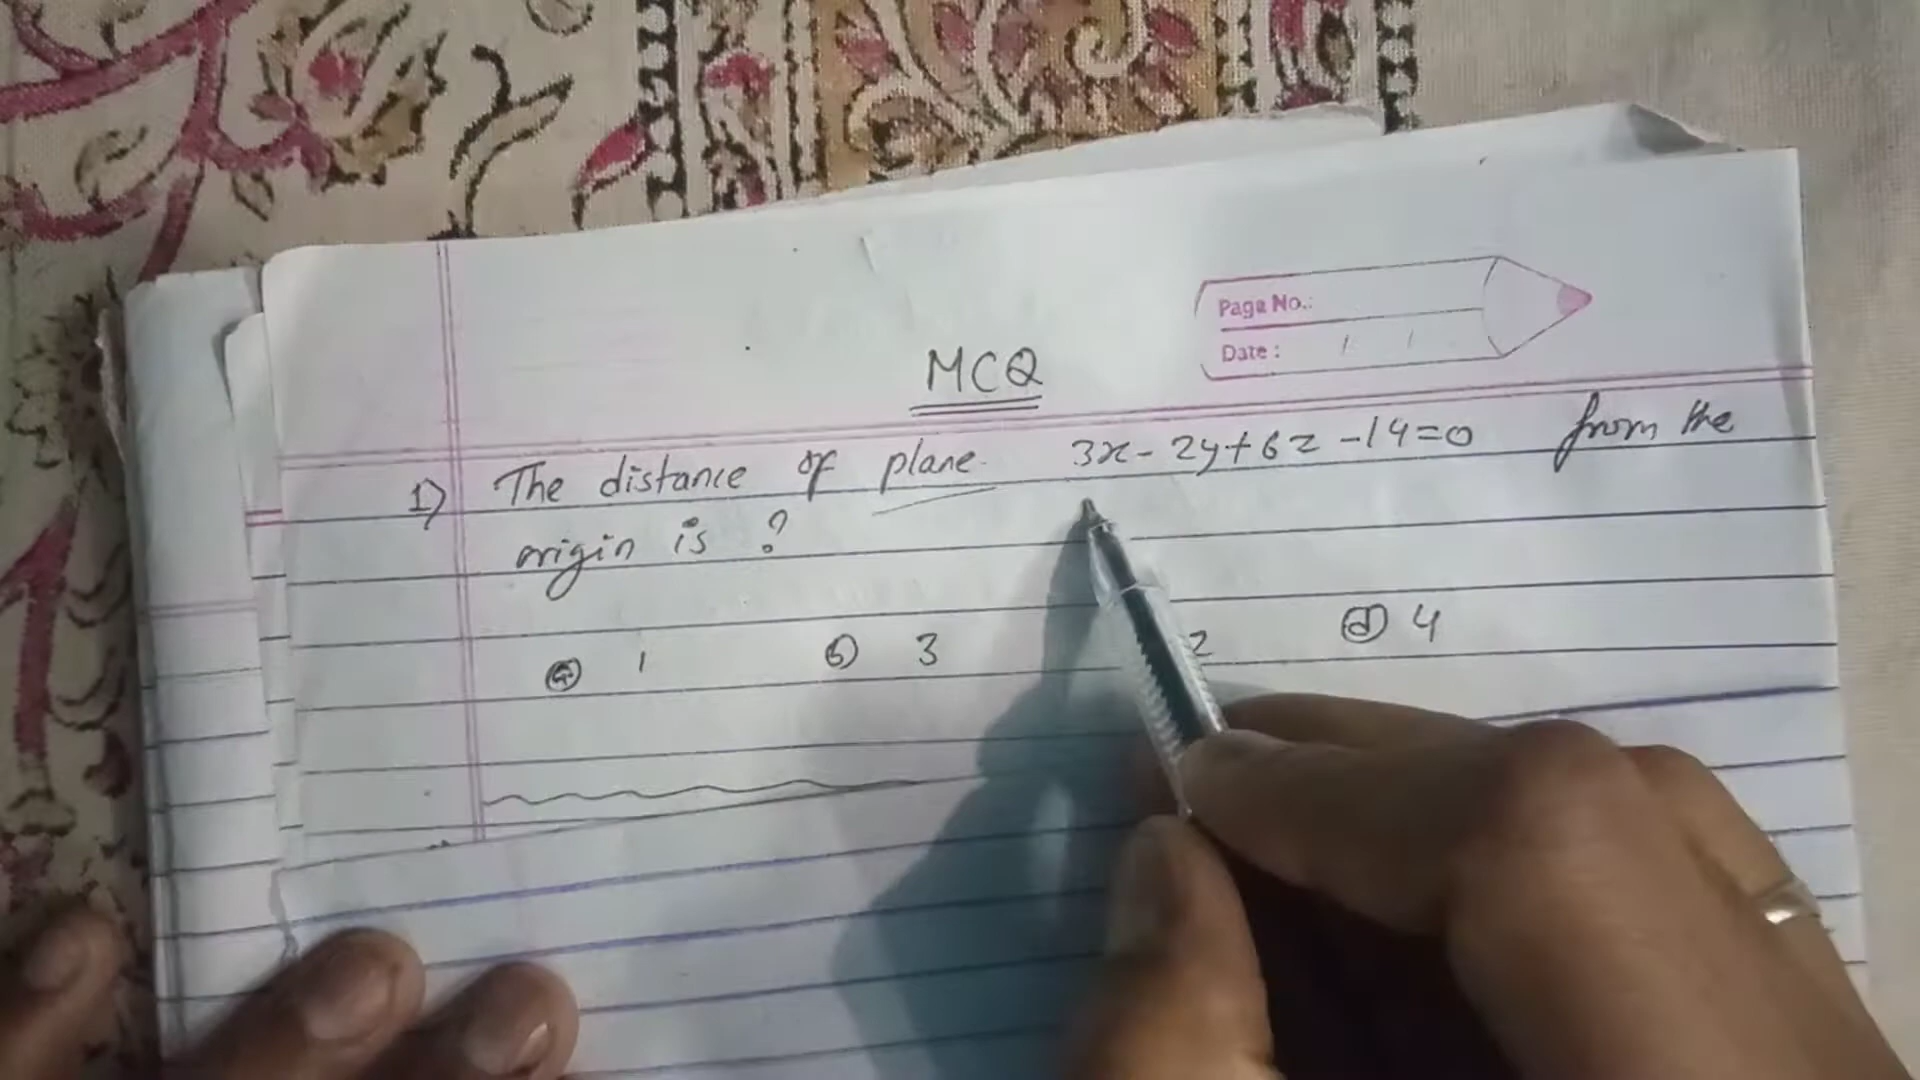 Page No.:
Date : / /
MCQ
1) The distance of plane 3x - 2y + 6z - 14 = 0 from the
origin is ?
(a) 1 (b) 3 2 (d) 4